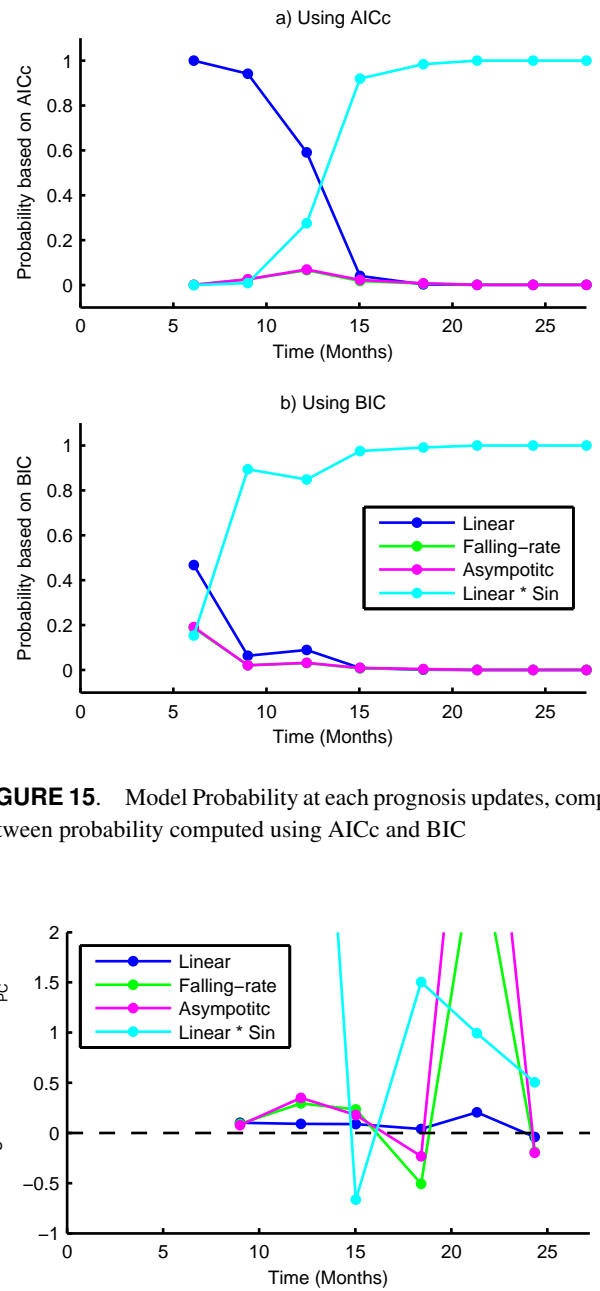 a) Using AICc
Probability based on AICc
1
0.8
0.6
0.4
0.2
0
0 5 10 15 20 25
Time (Months)
b) Using BIC
Probability based on BIC
1
0.8
0.6
0.4
0.2
0
Linear
Falling−rate
Asympotitc
Linear * Sin
0 5 10 15 20 25
Time (Months)
GURE 15. Model Probability at each prognosis updates, comp
tween probability computed using AICc and BIC
PC
2
1.5
1
0.5
0
−0.5
−1
Linear
Falling−rate
Asympotitc
Linear * Sin
0 5 10 15 20 25
Time (Months)